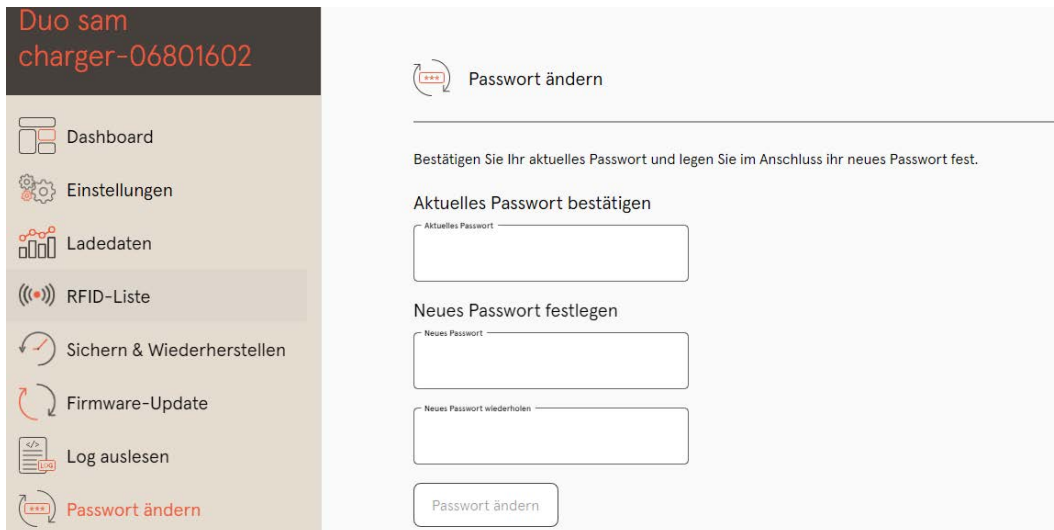 Duo sam
charger-06801602
Dashboard
Einstellungen
Ladedaten
RFID-Liste
Sichern & Wiederherstellen
Firmware-Update
</>
LOG
Log auslesen
***
Passwort ändern
***
Passwort ändern
Bestätigen Sie Ihr aktuelles Passwort und legen Sie im Anschluss ihr neues Passwort fest.
Aktuelles Passwort bestätigen
Aktuelles Passwort
Neues Passwort festlegen
Neues Passwort
Neues Passwort wiederholen
Passwort ändern